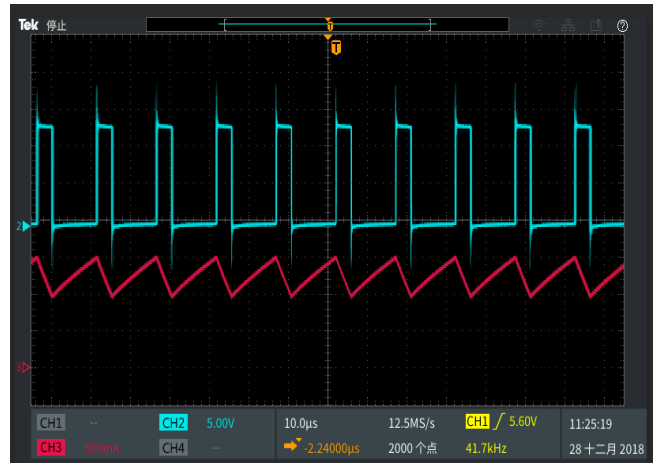 Tek 停止
T
T
2
3
CH1 -- CH2 5.00V 10.0µs 12.5MS/s CH1 / 5.60V 11:25:19
CH3 500mA CH4 -- -2.24000µs 2000 个点 41.7kHz 28 十二月 2018